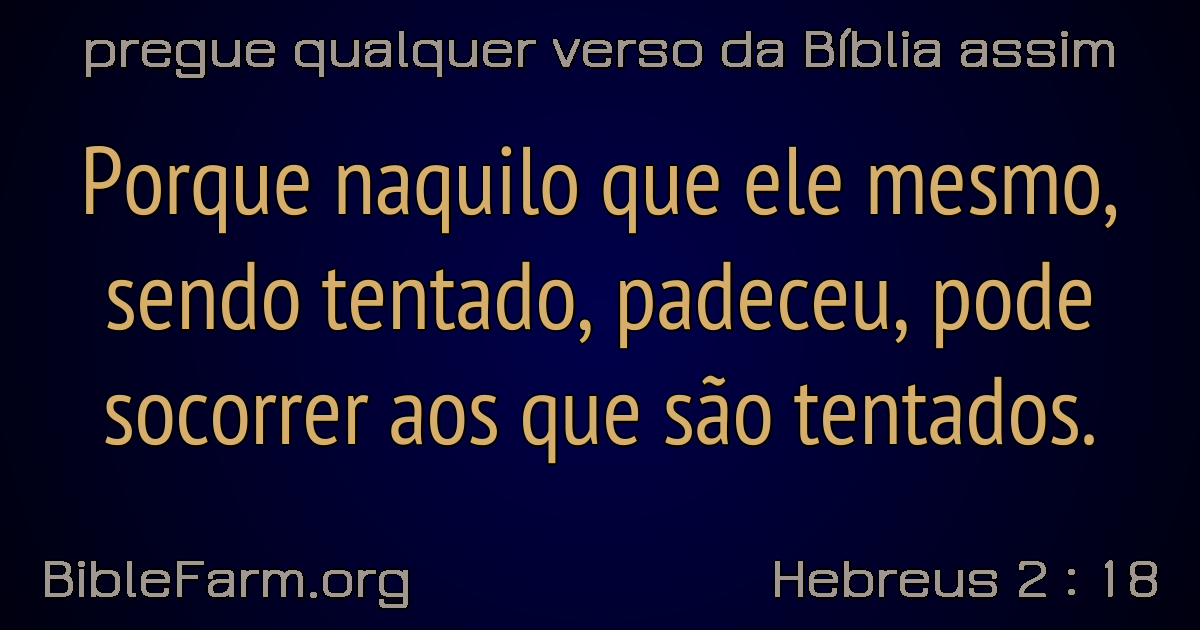 pregue qualquer verso da Bíblia assim
Porque naquilo que ele mesmo,
sendo tentado, padeceu, pode
socorrer aos que são tentados.
BibleFarm.org
Hebreus 2 : 18